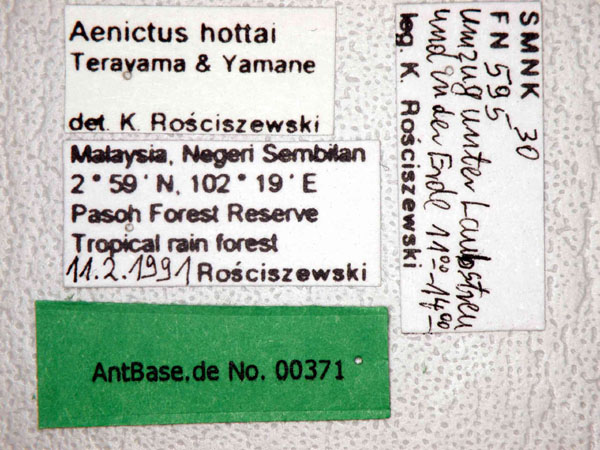 Aenictus hottai
Terayama & Yamane
det. K. Rościszewski
Malaysia, Negeri Sembilan
2° 59´ N, 102° 19´ E
Pasoh Forest Reserve
Tropical rain forest
11.2.1991 Rościszewski
AntBase.de No. 00371
SMNK 30
FN 595
Umzug unter Laubstreu
und in der Erde 11⁰⁰-14⁰⁰
leg. K. Rościszewski